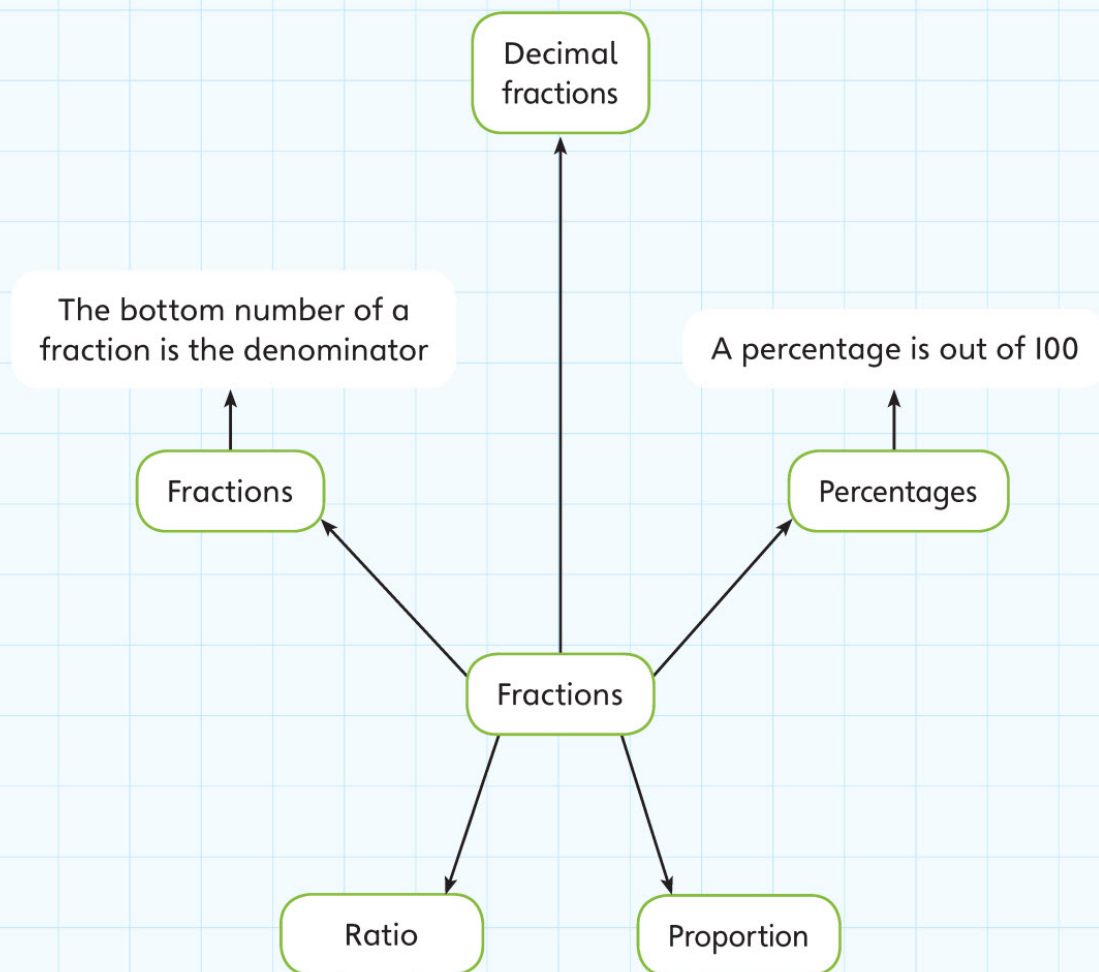 Decimal
fractions
The bottom number of a
fraction is the denominator
A percentage is out of 100
Fractions
Percentages
Fractions
Ratio
Proportion